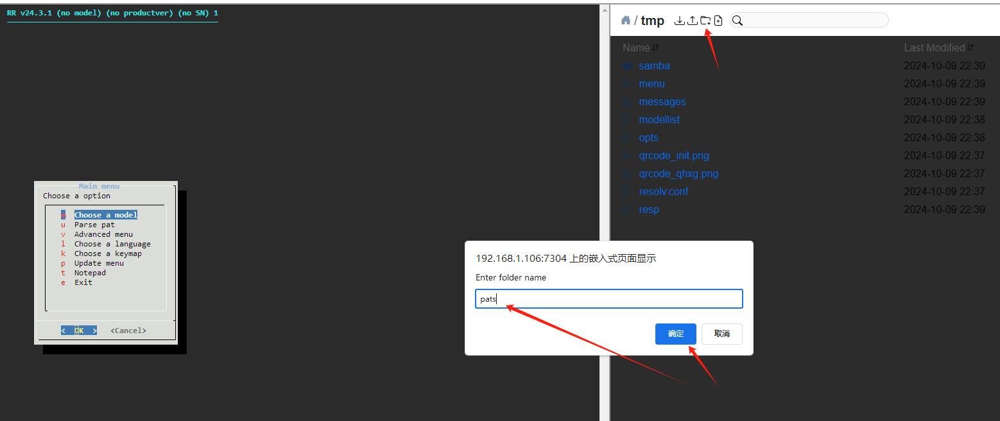 RR v24.3.1 (no model) (no productver) (no SN) 1
Main menu
Choose a option
m Choose a model
u Parse pat
v Advanced menu
l Choose a language
k Choose a keymap
p Update menu
t Notepad
e Exit
< OK > <Cancel>
/ tmp
Name Last Modified
samba 2024-10-09 22:39
menu 2024-10-09 22:39
messages 2024-10-09 22:39
modellist 2024-10-09 22:38
opts 2024-10-09 22:38
qrcode_init.png 2024-10-09 22:37
qrcode_qhxg.png 2024-10-09 22:37
resolv.conf 2024-10-09 22:37
resp 2024-10-09 22:39
192.168.1.106:7304 上的嵌入式页面显示
Enter folder name
pats
确定 取消